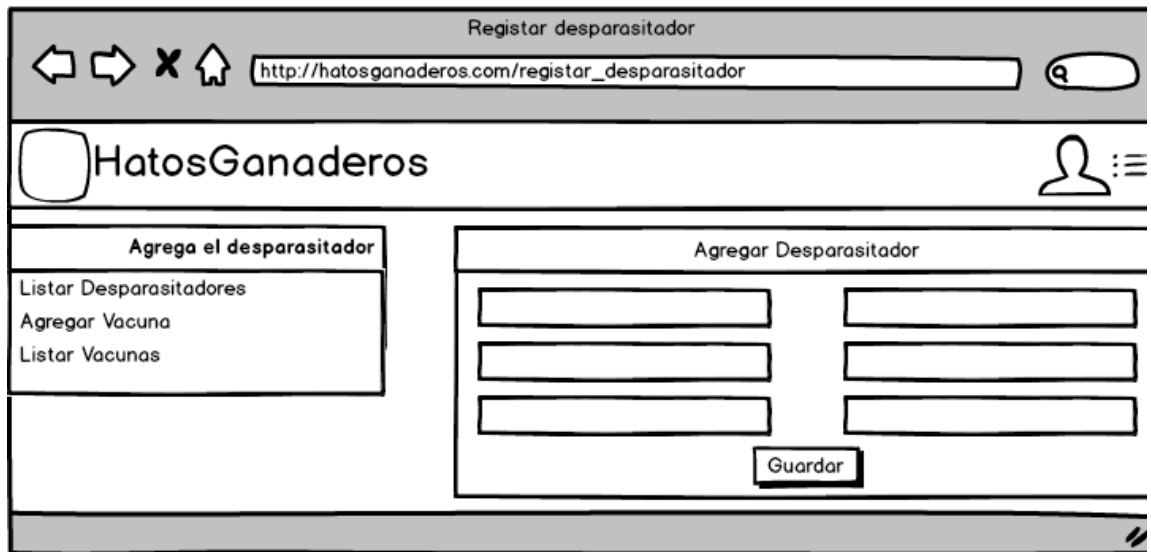 Registar desparasitador
http://hatosganaderos.com/registar_desparasitador
HatosGanaderos
Agrega el desparasitador
Listar Desparasitadores
Agregar Vacuna
Listar Vacunas
Agregar Desparasitador
Guardar